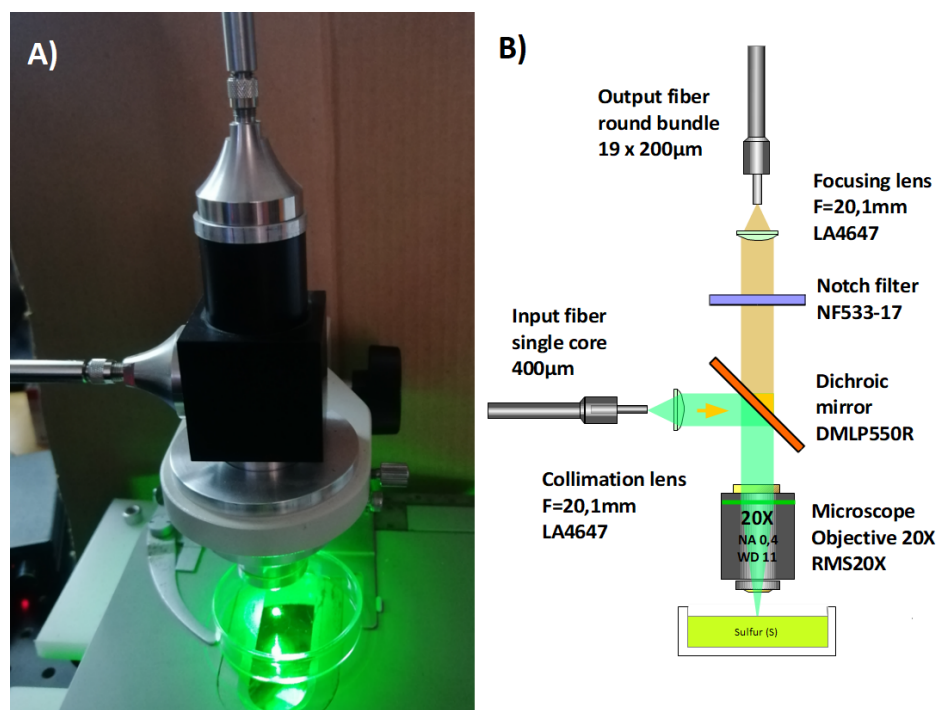 A)
B)
Output fiber
round bundle
19 x 200µm
Focusing lens
F=20,1mm
LA4647
Notch filter
NF533-17
Input fiber
single core
400µm
Dichroic
mirror
DMLP550R
Collimation lens
F=20,1mm
LA4647
20X
NA 0,4
WD 11
Microscope
Objective 20X
RMS20X
Sulfur (S)